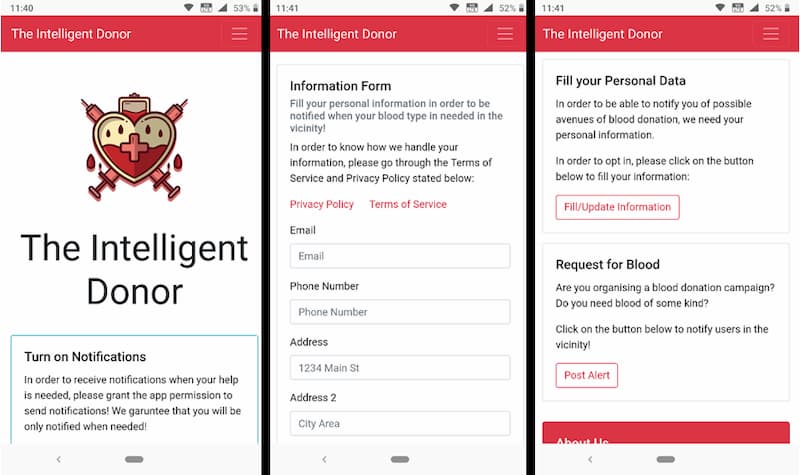 11:40
53%
The Intelligent Donor
The Intelligent
Donor
Turn on Notifications
In order to receive notifications when your help
is needed, please grant the app permission to
send notifications! We garuntee that you will be
only notified when needed!
11:41
52%
The Intelligent Donor
Information Form
Fill your personal information in order to be
notified when your blood type in needed in the
vicinity!
In order to know how we handle your
information, please go through the Terms of
Service and Privacy Policy stated below:
Privacy Policy Terms of Service
Email
Email
Phone Number
Phone Number
Address
1234 Main St
Address 2
City Area
11:41
52%
The Intelligent Donor
Fill your Personal Data
In order to be able to notify you of possible
avenues of blood donation, we need your
personal information.
In order to opt in, please click on the button
below to fill your information:
Fill/Update Information
Request for Blood
Are you organising a blood donation campaign?
Do you need blood of some kind?
Click on the button below to notify users in the
vicinity!
Post Alert
About Us